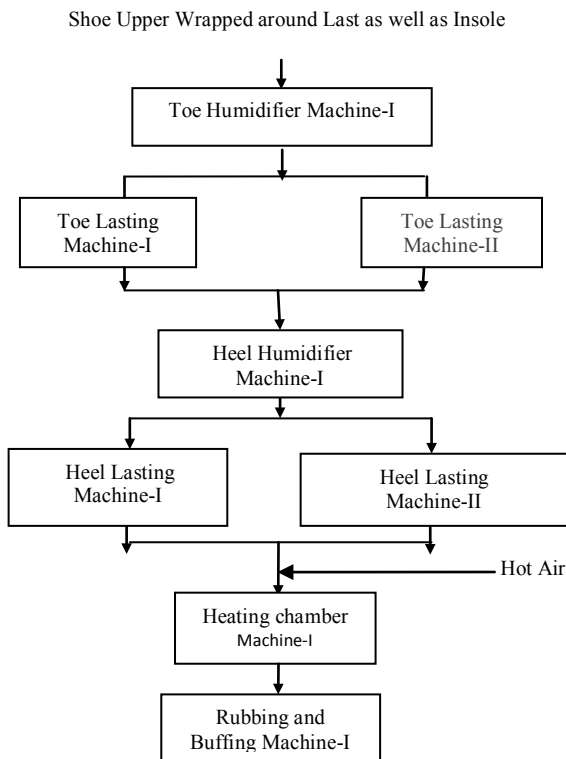 Shoe Upper Wrapped around Last as well as Insole
Toe Humidifier Machine-I
Toe Lasting
Machine-I
Toe Lasting
Machine-II
Heel Humidifier
Machine-I
Heel Lasting
Machine-I
Heel Lasting
Machine-II
Hot Air
Heating chamber
Machine-I
Rubbing and
Buffing Machine-I